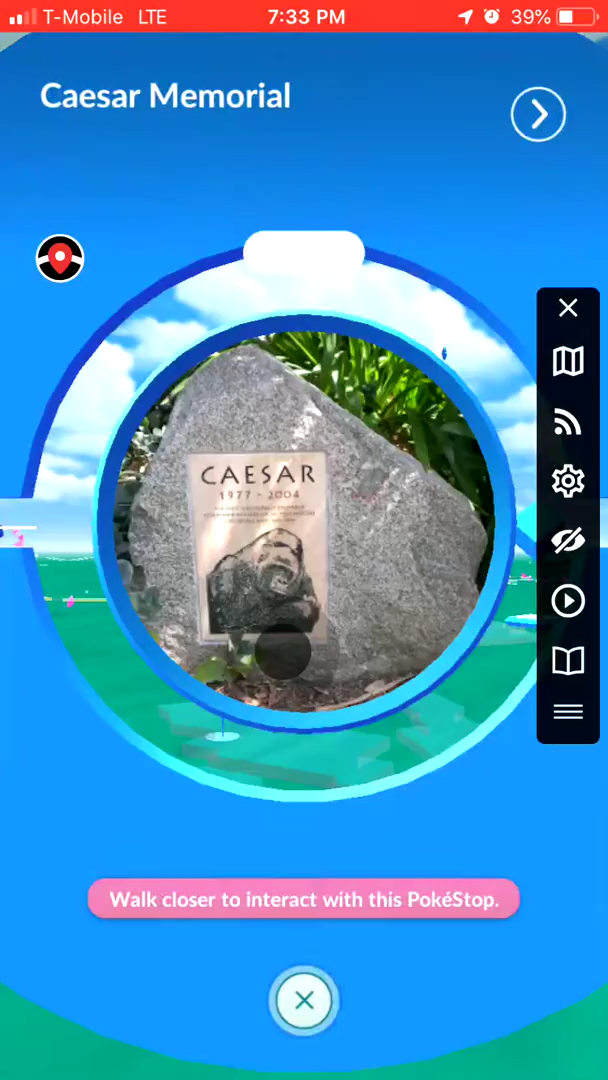 T-Mobile LTE 7:33 PM 39%
Caesar Memorial
CAESAR
1977 - 2004
Walk closer to interact with this PokéStop.